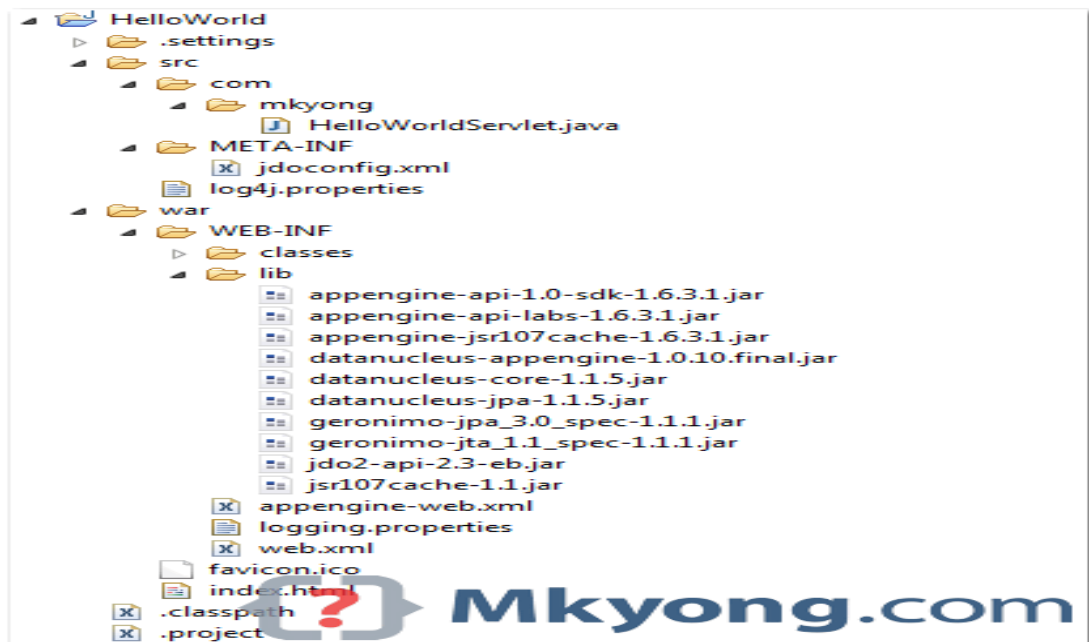 HelloWorld
.settings
src
com
mkyong
HelloWorldServlet.java
META-INF
jdoconfig.xml
log4j.properties
war
WEB-INF
classes
lib
appengine-api-1.0-sdk-1.6.3.1.jar
appengine-api-labs-1.6.3.1.jar
appengine-jsr107cache-1.6.3.1.jar
datanucleus-appengine-1.0.10.final.jar
datanucleus-core-1.1.5.jar
datanucleus-jpa-1.1.5.jar
geronimo-jpa_3.0_spec-1.1.1.jar
geronimo-jta_1.1_spec-1.1.1.jar
jdo2-api-2.3-eb.jar
jsr107cache-1.1.jar
appengine-web.xml
logging.properties
web.xml
favicon.ico
index.html
.classpath
.project
{?} Mkyong.com